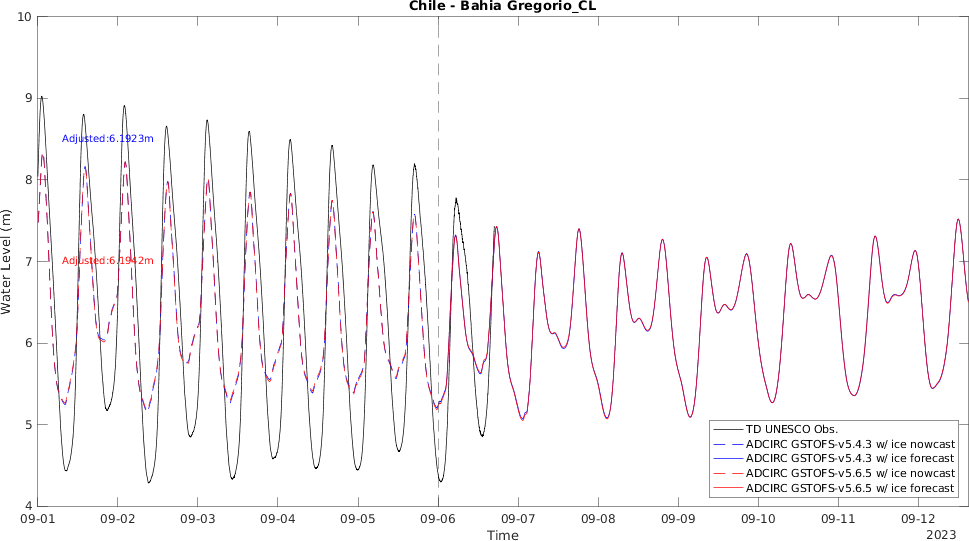 Chile - Bahia Gregorio_CL
10
9
8
7
6
5
4
Water Level (m)
Adjusted:6.1923m
Adjusted:6.1942m
TD UNESCO Obs.
ADCIRC GSTOFS-v5.4.3 w/ ice nowcast
ADCIRC GSTOFS-v5.4.3 w/ ice forecast
ADCIRC GSTOFS-v5.6.5 w/ ice nowcast
ADCIRC GSTOFS-v5.6.5 w/ ice forecast
09-01 09-02 09-03 09-04 09-05 09-06 09-07 09-08 09-09 09-10 09-11 09-12
Time
2023